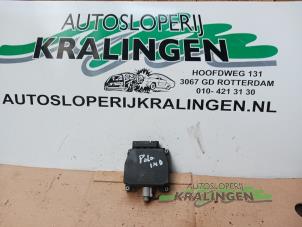 AUTOSLOPERIJ
KRALINGEN
HOOFDWEG 131
3067 GD ROTTERDAM
010- 421 31 30
AUTOSLOPERIJKRALINGEN.NL
Polo
AUTOSLOPERIJ
KRALINGEN